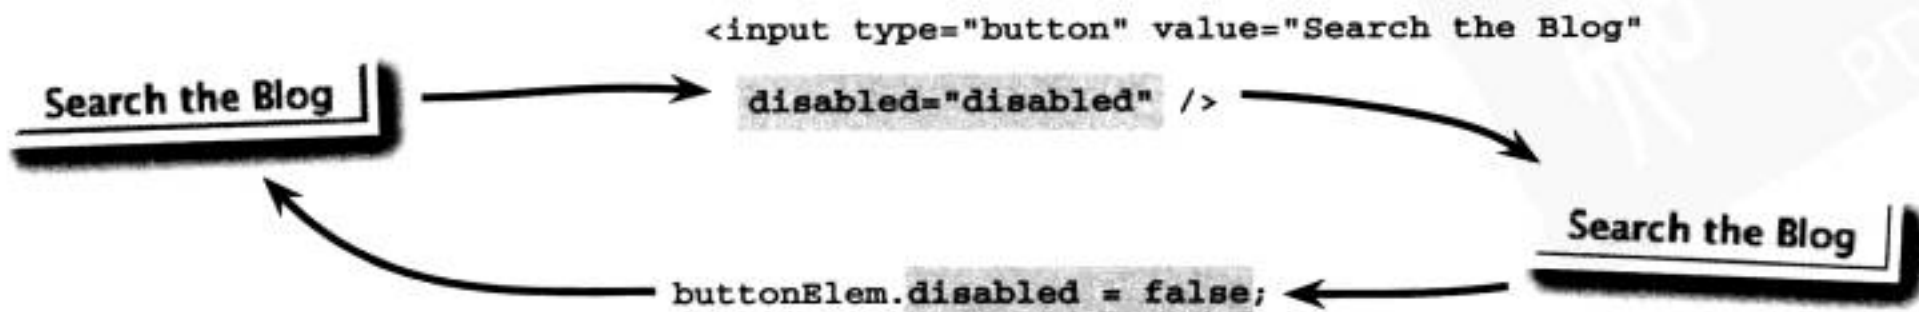 <input type="button" value="Search the Blog"
Search the Blog
disabled="disabled" />
Search the Blog
buttonElem.disabled = false;